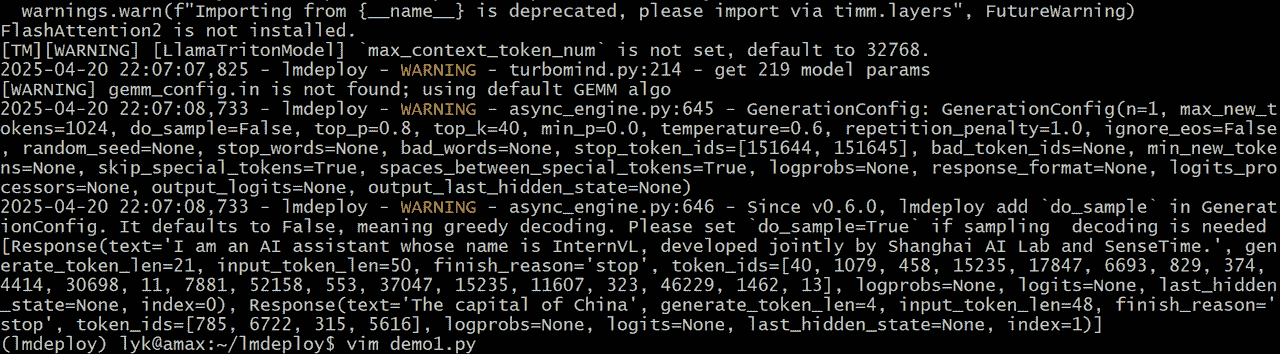 warnings.warn(f"Importing from {__name__} is deprecated, please import via timm.layers", FutureWarning)
FlashAttention2 is not installed.
[TM][WARNING] [LlamaTritonModel] `max_context_token_num` is not set, default to 32768.
2025-04-20 22:07:07,825 - lmdeploy - WARNING - turbomind.py:214 - get 219 model params
[WARNING] gemm_config.in is not found; using default GEMM algo
2025-04-20 22:07:08,733 - lmdeploy - WARNING - async_engine.py:645 - GenerationConfig: GenerationConfig(n=1, max_new_t
okens=1024, do_sample=False, top_p=0.8, top_k=40, min_p=0.0, temperature=0.6, repetition_penalty=1.0, ignore_eos=False
, random_seed=None, stop_words=None, bad_words=None, stop_token_ids=[151644, 151645], bad_token_ids=None, min_new_toke
ns=None, skip_special_tokens=True, spaces_between_special_tokens=True, logprobs=None, response_format=None, logits_pro
cessors=None, output_logits=None, output_last_hidden_state=None)
2025-04-20 22:07:08,733 - lmdeploy - WARNING - async_engine.py:646 - Since v0.6.0, lmdeploy add `do_sample` in Generat
ionConfig. It defaults to False, meaning greedy decoding. Please set `do_sample=True` if sampling  decoding is needed
[Response(text='I am an AI assistant whose name is InternVL, developed jointly by Shanghai AI Lab and SenseTime.', gen
erate_token_len=21, input_token_len=50, finish_reason='stop', token_ids=[40, 1079, 458, 15235, 17847, 6693, 829, 374, 
4414, 30698, 11, 7881, 52158, 553, 37047, 15235, 11607, 323, 46229, 1462, 13], logprobs=None, logits=None, last_hidden
_state=None, index=0), Response(text='The capital of China', generate_token_len=4, input_token_len=48, finish_reason='
stop', token_ids=[785, 6722, 315, 5616], logprobs=None, logits=None, last_hidden_state=None, index=1)]
(lmdeploy) lyk@amax:~/lmdeploy$ vim demo1.py